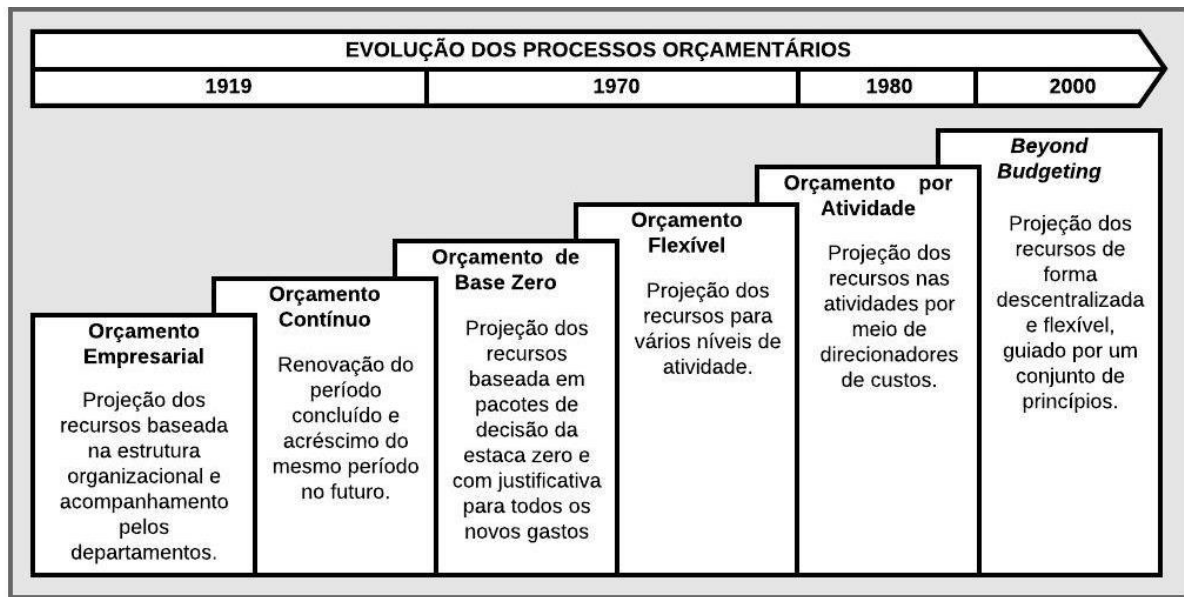 EVOLUÇÃO DOS PROCESSOS ORÇAMENTÁRIOS
1919
1970
1980
2000
Orçamento
Empresarial
Projeção dos
recursos baseada
na estrutura
organizacional e
acompanhamento
pelos
departamentos.
Orçamento
Contínuo
Renovação do
período
concluído e
acréscimo do
mesmo período
no futuro.
Orçamento de
Base Zero
Projeção dos
recursos
baseada em
pacotes de
decisão da
estaca zero e
com justificativa
para todos os
novos gastos
Orçamento
Flexível
Projeção dos
recursos para
vários níveis de
atividade.
Orçamento por
Atividade
Projeção dos
recursos nas
atividades por
meio de
direcionadores
de custos.
Beyond
Budgeting
Projeção dos
recursos de
forma
descentralizada
e flexível,
guiado por um
conjunto de
princípios.